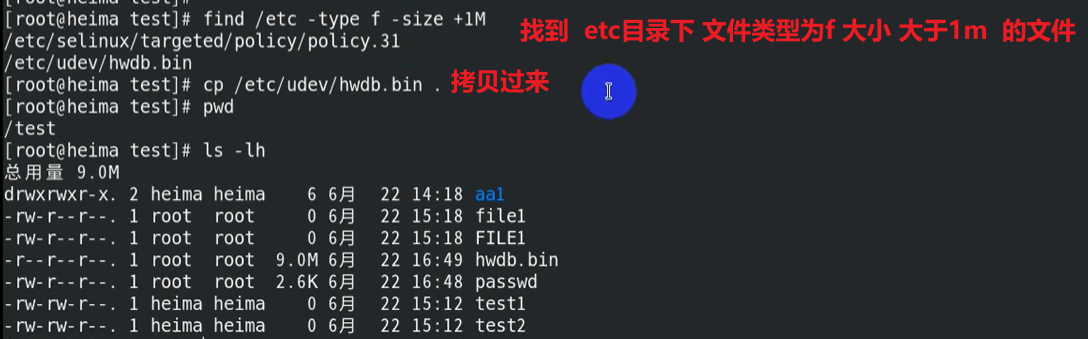 [root@heima test]# find /etc -type f -size +1M
找到 etc目录下 文件类型为f 大小 大于1m 的文件
/etc/selinux/targeted/policy/policy.31
/etc/udev/hwdb.bin
[root@heima test]# cp /etc/udev/hwdb.bin . 拷贝过来
[root@heima test]# pwd
/test
[root@heima test]# ls -lh
总用量 9.0M
drwxrwxr-x. 2 heima heima    6 6月  22 14:18 aa1
-rw-r--r--. 1 root  root     0 6月  22 15:18 file1
-rw-r--r--. 1 root  root     0 6月  22 15:18 FILE1
-r--r--r--. 1 root  root  9.0M 6月  22 16:49 hwdb.bin
-rw-r--r--. 1 root  root  2.6K 6月  22 16:48 passwd
-rw-rw-r--. 1 heima heima    0 6月  22 15:12 test1
-rw-rw-r--. 1 heima heima    0 6月  22 15:12 test2